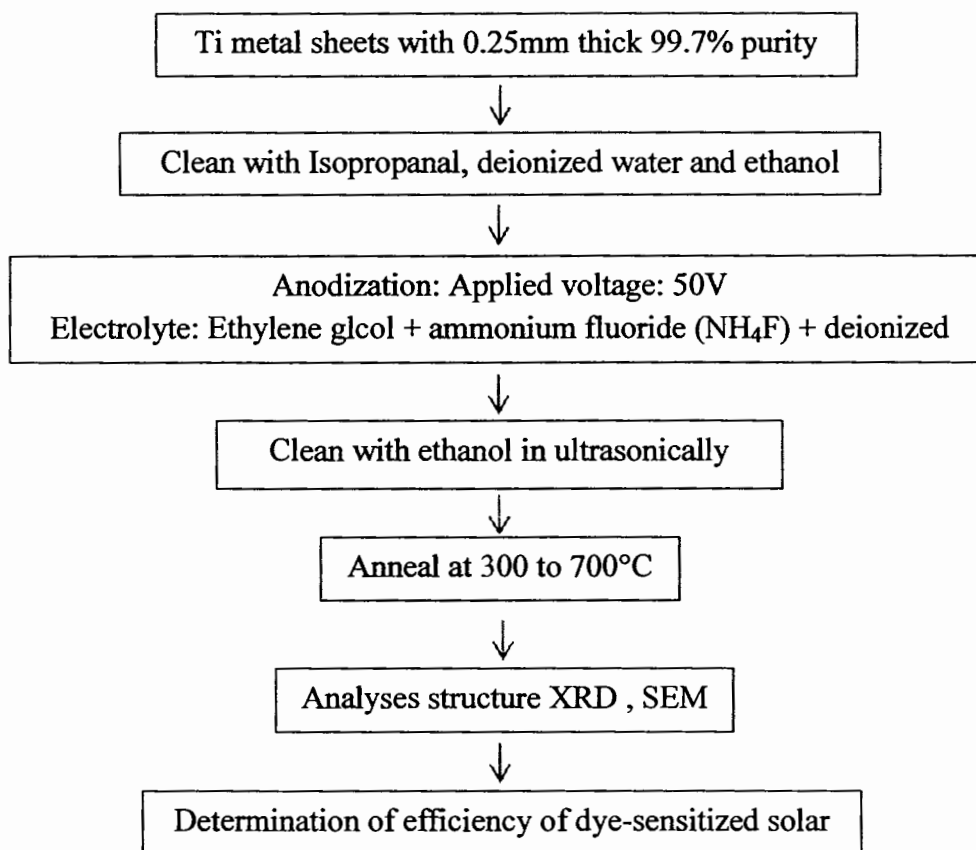 Ti metal sheets with 0.25mm thick 99.7% purity
Clean with Isopropanal, deionized water and ethanol
Anodization: Applied voltage: 50V
Electrolyte: Ethylene glcol + ammonium fluoride (NH₄F) + deionized
Clean with ethanol in ultrasonically
Anneal at 300 to 700°C
Analyses structure XRD , SEM
Determination of efficiency of dye-sensitized solar